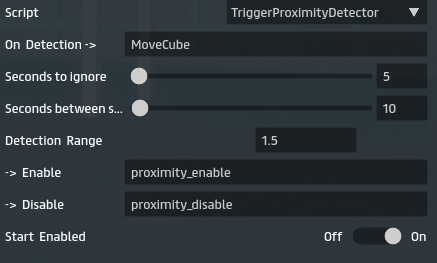 Script TriggerProximityDetector
On Detection -> MoveCube
Seconds to ignore 5
Seconds between s... 10
Detection Range 1.5
-> Enable proximity_enable
-> Disable proximity_disable
Start Enabled Off On